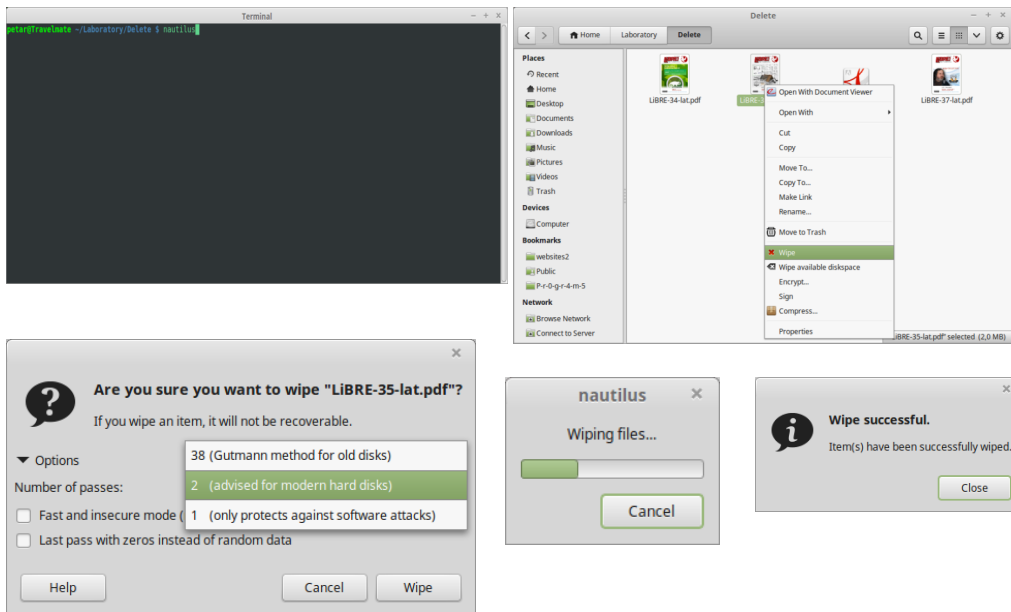 Terminal
petar@Travelmate ~/Laboratory/Delete $ nautilus
Delete
Home Laboratory Delete
Places
Recent
Home
Desktop
Documents
Downloads
Music
Pictures
Videos
Trash
Devices
Computer
Bookmarks
websites2
Public
P-r-0-g-r-4-m-5
Network
Browse Network
Connect to Server
LiBRE-34-lat.pdf
LiBRE-3
LiBRE-37-lat.pdf
Open With Document Viewer
Open With
Cut
Copy
Move To...
Copy To...
Make Link
Rename...
Move to Trash
Wipe
Wipe available diskspace
Encrypt...
Sign
Compress...
Properties
iBRE-35-lat.pdf" selected (2,0 MB)
Are you sure you want to wipe "LiBRE-35-lat.pdf"?
If you wipe an item, it will not be recoverable.
Options
Number of passes:
38 (Gutmann method for old disks)
2 (advised for modern hard disks)
1 (only protects against software attacks)
Fast and insecure mode (
Last pass with zeros instead of random data
Help Cancel Wipe
nautilus
Wiping files...
Cancel
Wipe successful.
Item(s) have been successfully wiped.
Close